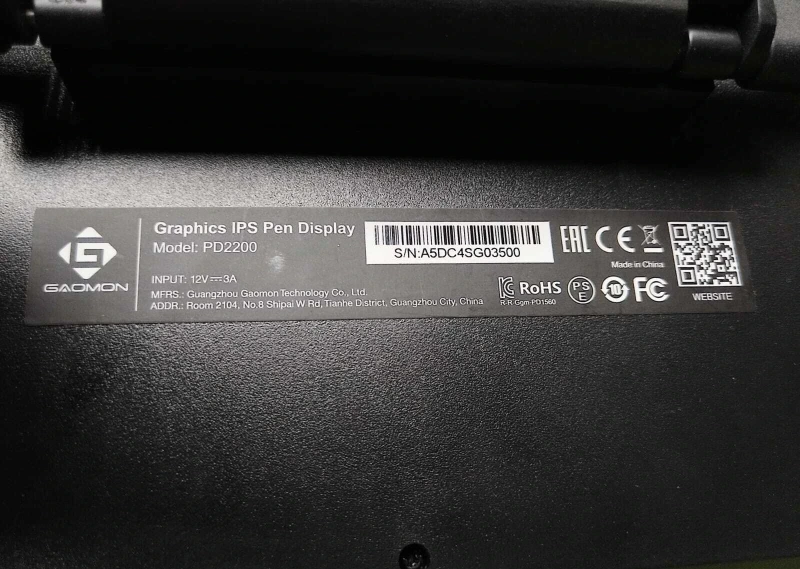 GAOMON
Graphics IPS Pen Display
Model: PD2200
INPUT: 12V⎓3A
MFRS.: Guangzhou Gaomon Technology Co., Ltd.
ADDR.: Room 2104, No.8 Shipai W Rd, Tianhe District, Guangzhou City, China
S/N:A5DC4SG03500
EAC CE
Made in China
RoHS PS E 10 FC
R-R-Ggm-PD1560
WEBSITE